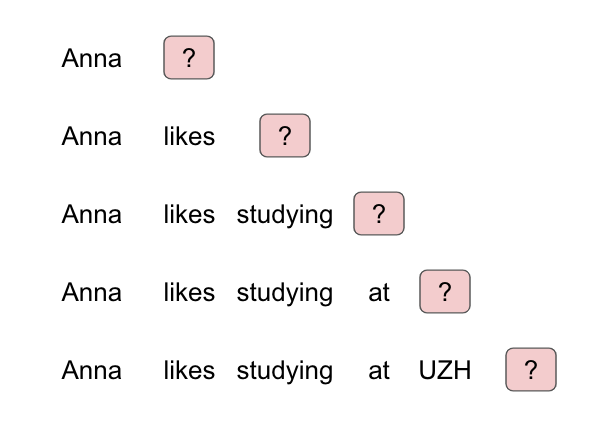 Anna ?
Anna likes ?
Anna likes studying ?
Anna likes studying at ?
Anna likes studying at UZH ?